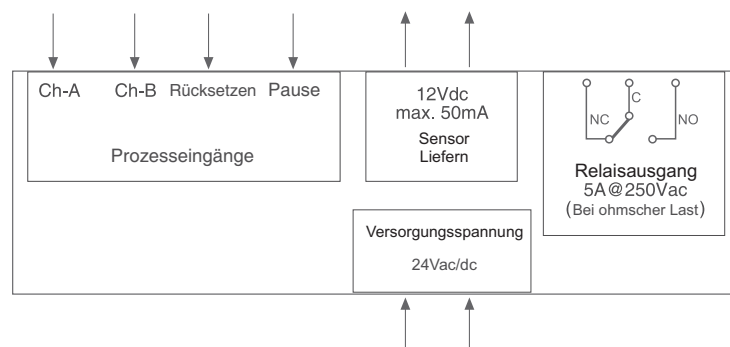 Ch-A Ch-B Rücksetzen Pause
Prozesseingänge
12Vdc
max. 50mA
Sensor
Liefern
NC C NO
Relaisausgang
5A@250Vac
(Bei ohmscher Last)
Versorgungsspannung
24Vac/dc